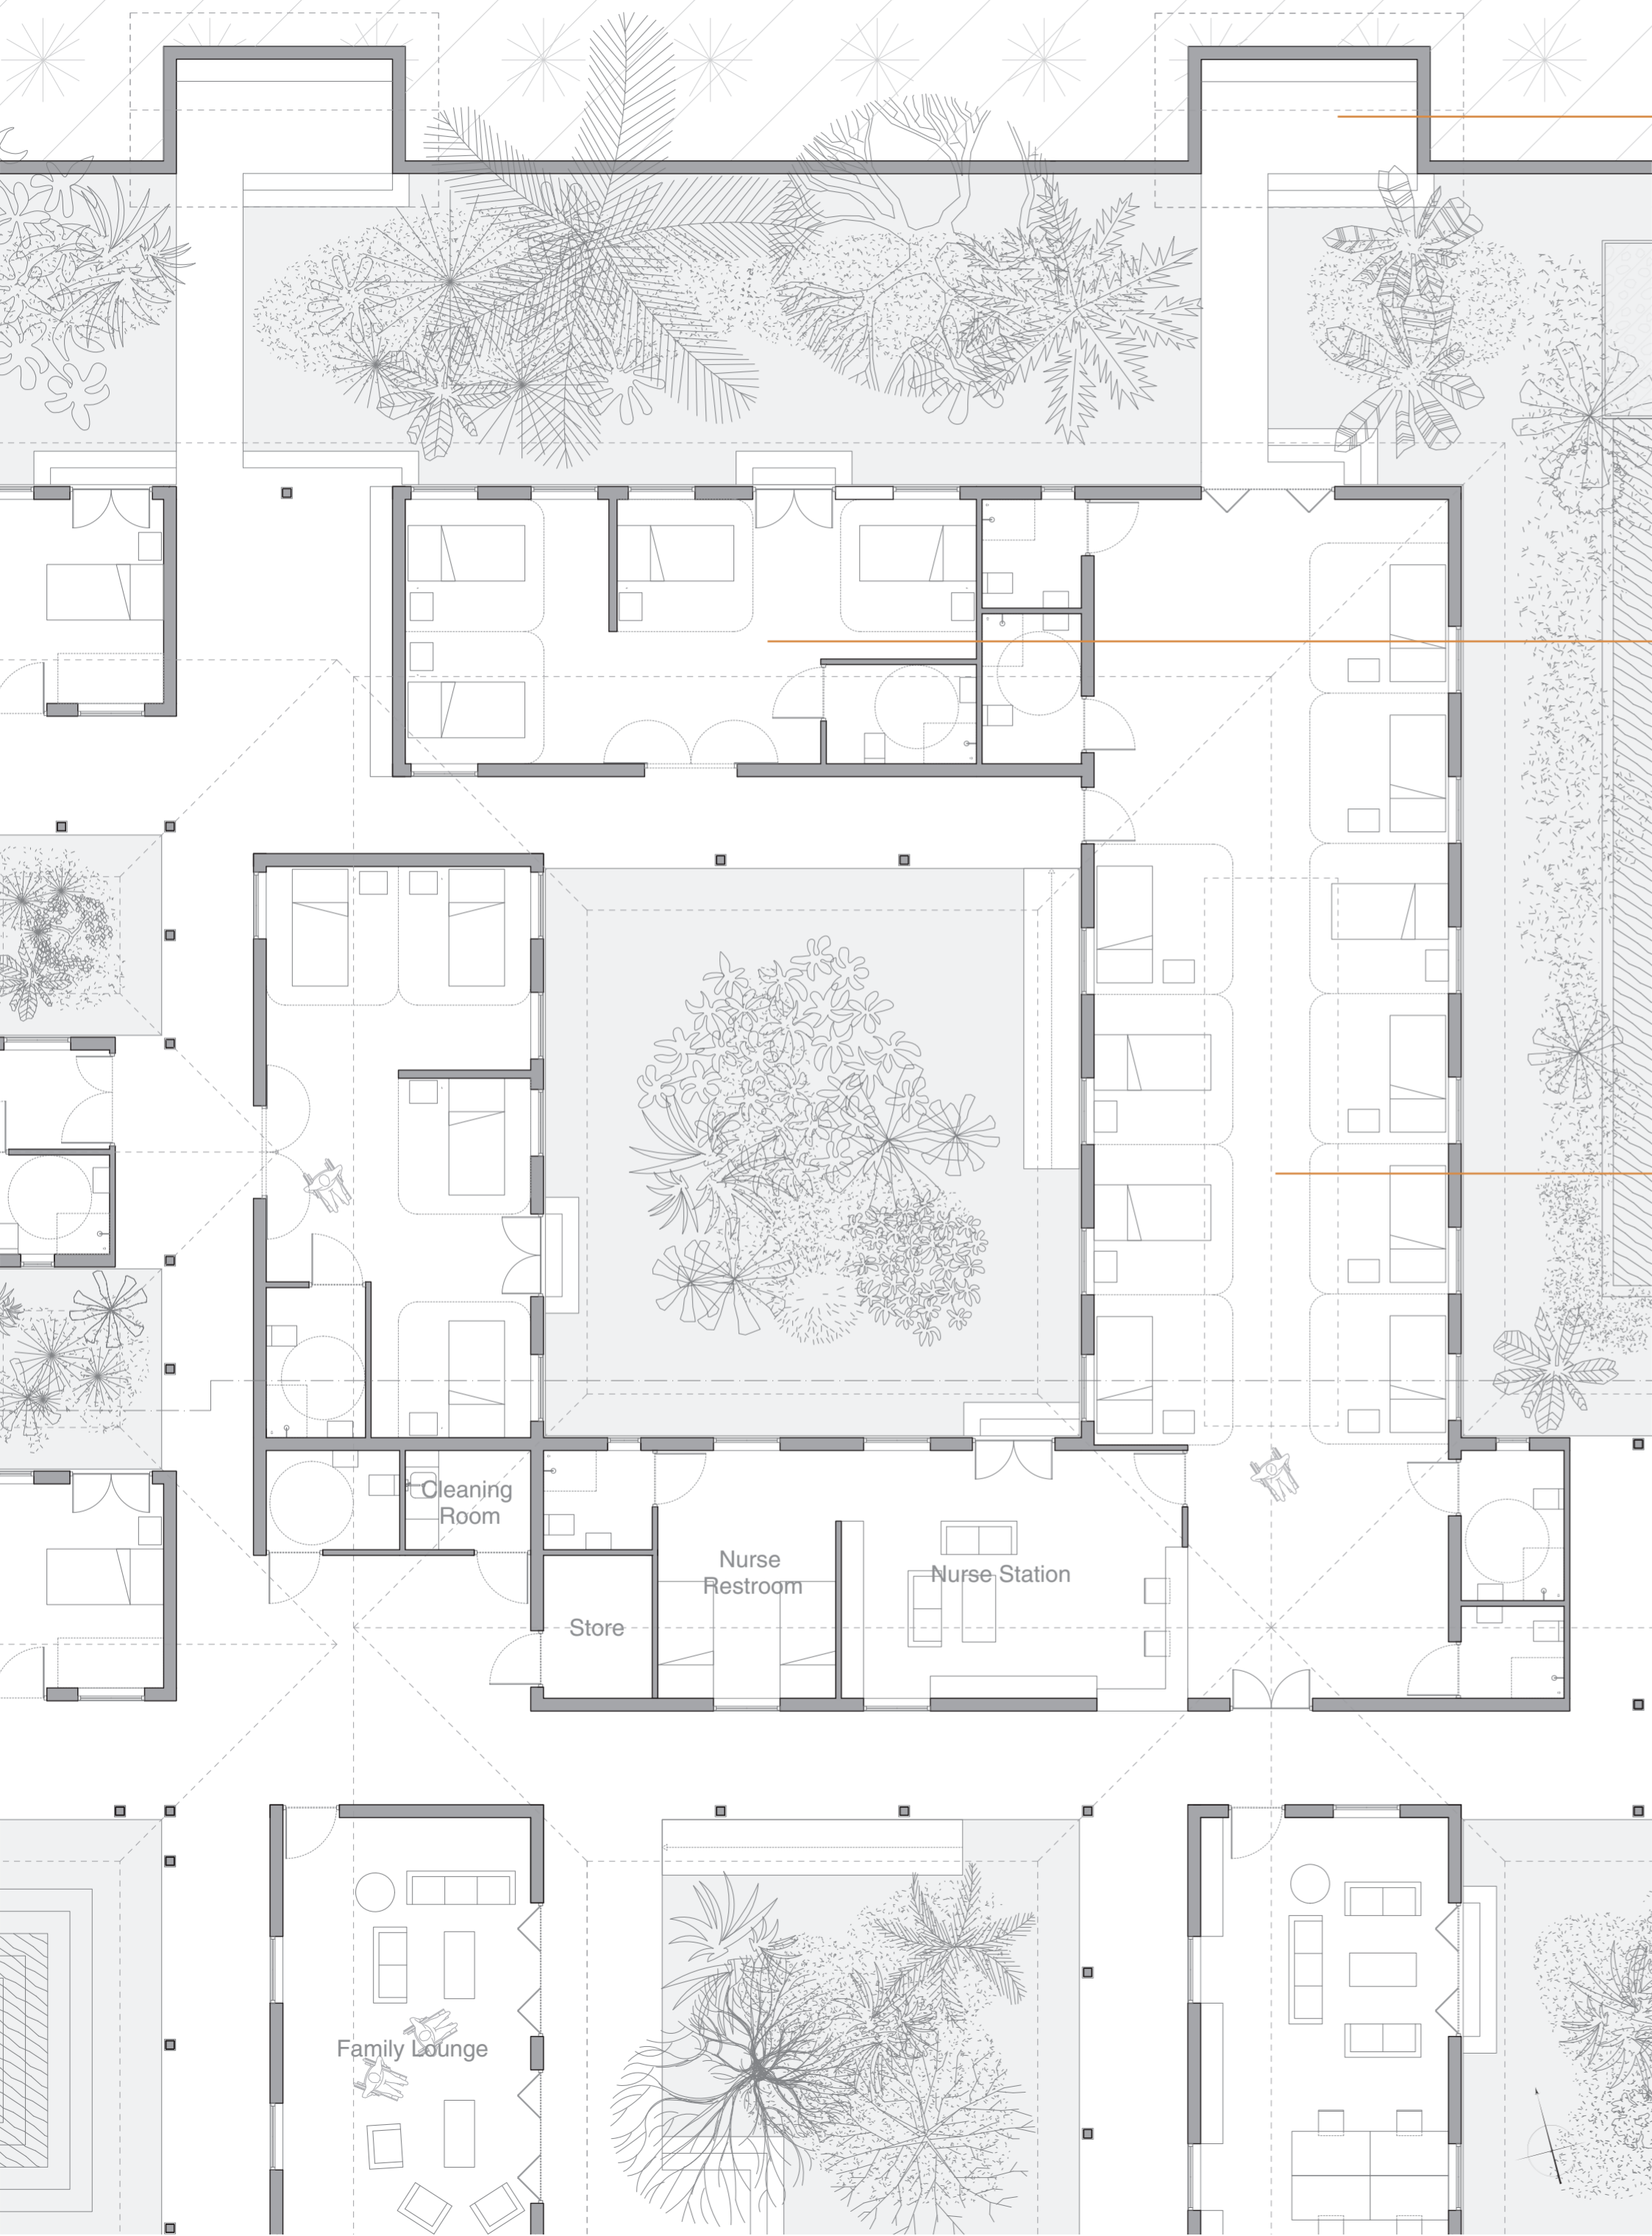 Cleaning
Room
Nurse
Restroom
Nurse Station
Store
Family Lounge